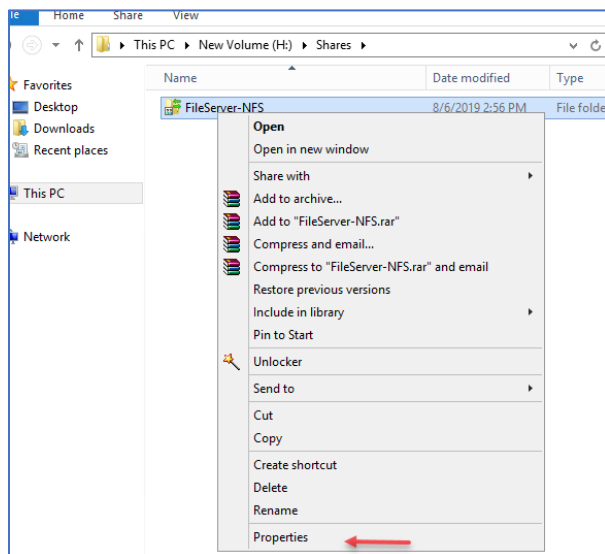 Home Share View
This PC New Volume (H:) Shares
Name Date modified Type
Favorites
FileServer-NFS 8/6/2019 2:56 PM File folde
Desktop
Open
Downloads
Open in new window
Recent places
Share with
This PC
Add to archive...
Add to "FileServer-NFS.rar"
Network
Compress and email...
Compress to "FileServer-NFS.rar" and email
Restore previous versions
Include in library
Pin to Start
Unlocker
Send to
Cut
Copy
Create shortcut
Delete
Rename
Properties